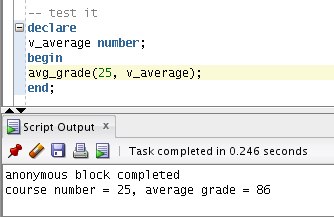 -- test it
declare
v_average number;
begin
avg_grade(25, v_average);
end;
Script Output x
Task completed in 0.246 seconds
anonymous block completed
course number = 25, average grade = 86